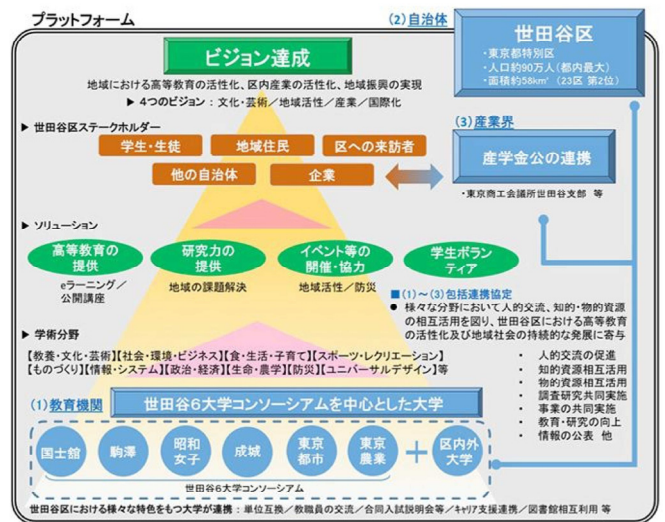 プラットフォーム
(2)自治体
世田谷区
・東京都特別区
・人口約90万人(都内最大)
・面積約58km²(23区 第2位)
ビジョン達成
地域における高等教育の活性化、区内産業の活性化、地域振興の実現
▶ 4つのビジョン:文化・芸術/地域活性/産業/国際化
▶ 世田谷区ステークホルダー
学生・生徒
地域住民
区への来訪者
他の自治体
企業
(3)産業界
産学金公の連携
・東京商工会議所世田谷支部 等
▶ ソリューション
高等教育の
提供
研究力の
提供
イベント等の
開催・協力
学生ボラン
ティア
eラーニング/
公開講座
地域の課題解決
地域活性/防災
■(1)~(3)包括連携協定
● 様々な分野において人的交流、知的・物的資源
の相互活用を図り、世田谷区における高等教育
の活性化及び地域社会の持続的な発展に寄与
・ 人的交流の促進
・ 知的資源相互活用
・ 物的資源相互活用
・ 調査研究共同実施
・ 事業の共同実施
・ 教育・研究の向上
・ 情報の公表 他
▶ 学術分野
【教養・文化・芸術】【社会・環境・ビジネス】【食・生活・子育て】【スポーツ・レクリエーション】
【ものづくり】【情報・システム】【政治・経済】【生命・農学】【防災】【ユニバーサルデザイン】等
(1)教育機関
世田谷6大学コンソーシアムを中心とした大学
国士館
駒澤
昭和
女子
成城
東京
都市
東京
農業
+
区内外
大学
世田谷6大学コンソーシアム
世田谷区における様々な特色をもつ大学が連携:単位互換/教職員の交流/合同入試説明会等/キャリア支援連携/図書館相互利用 等